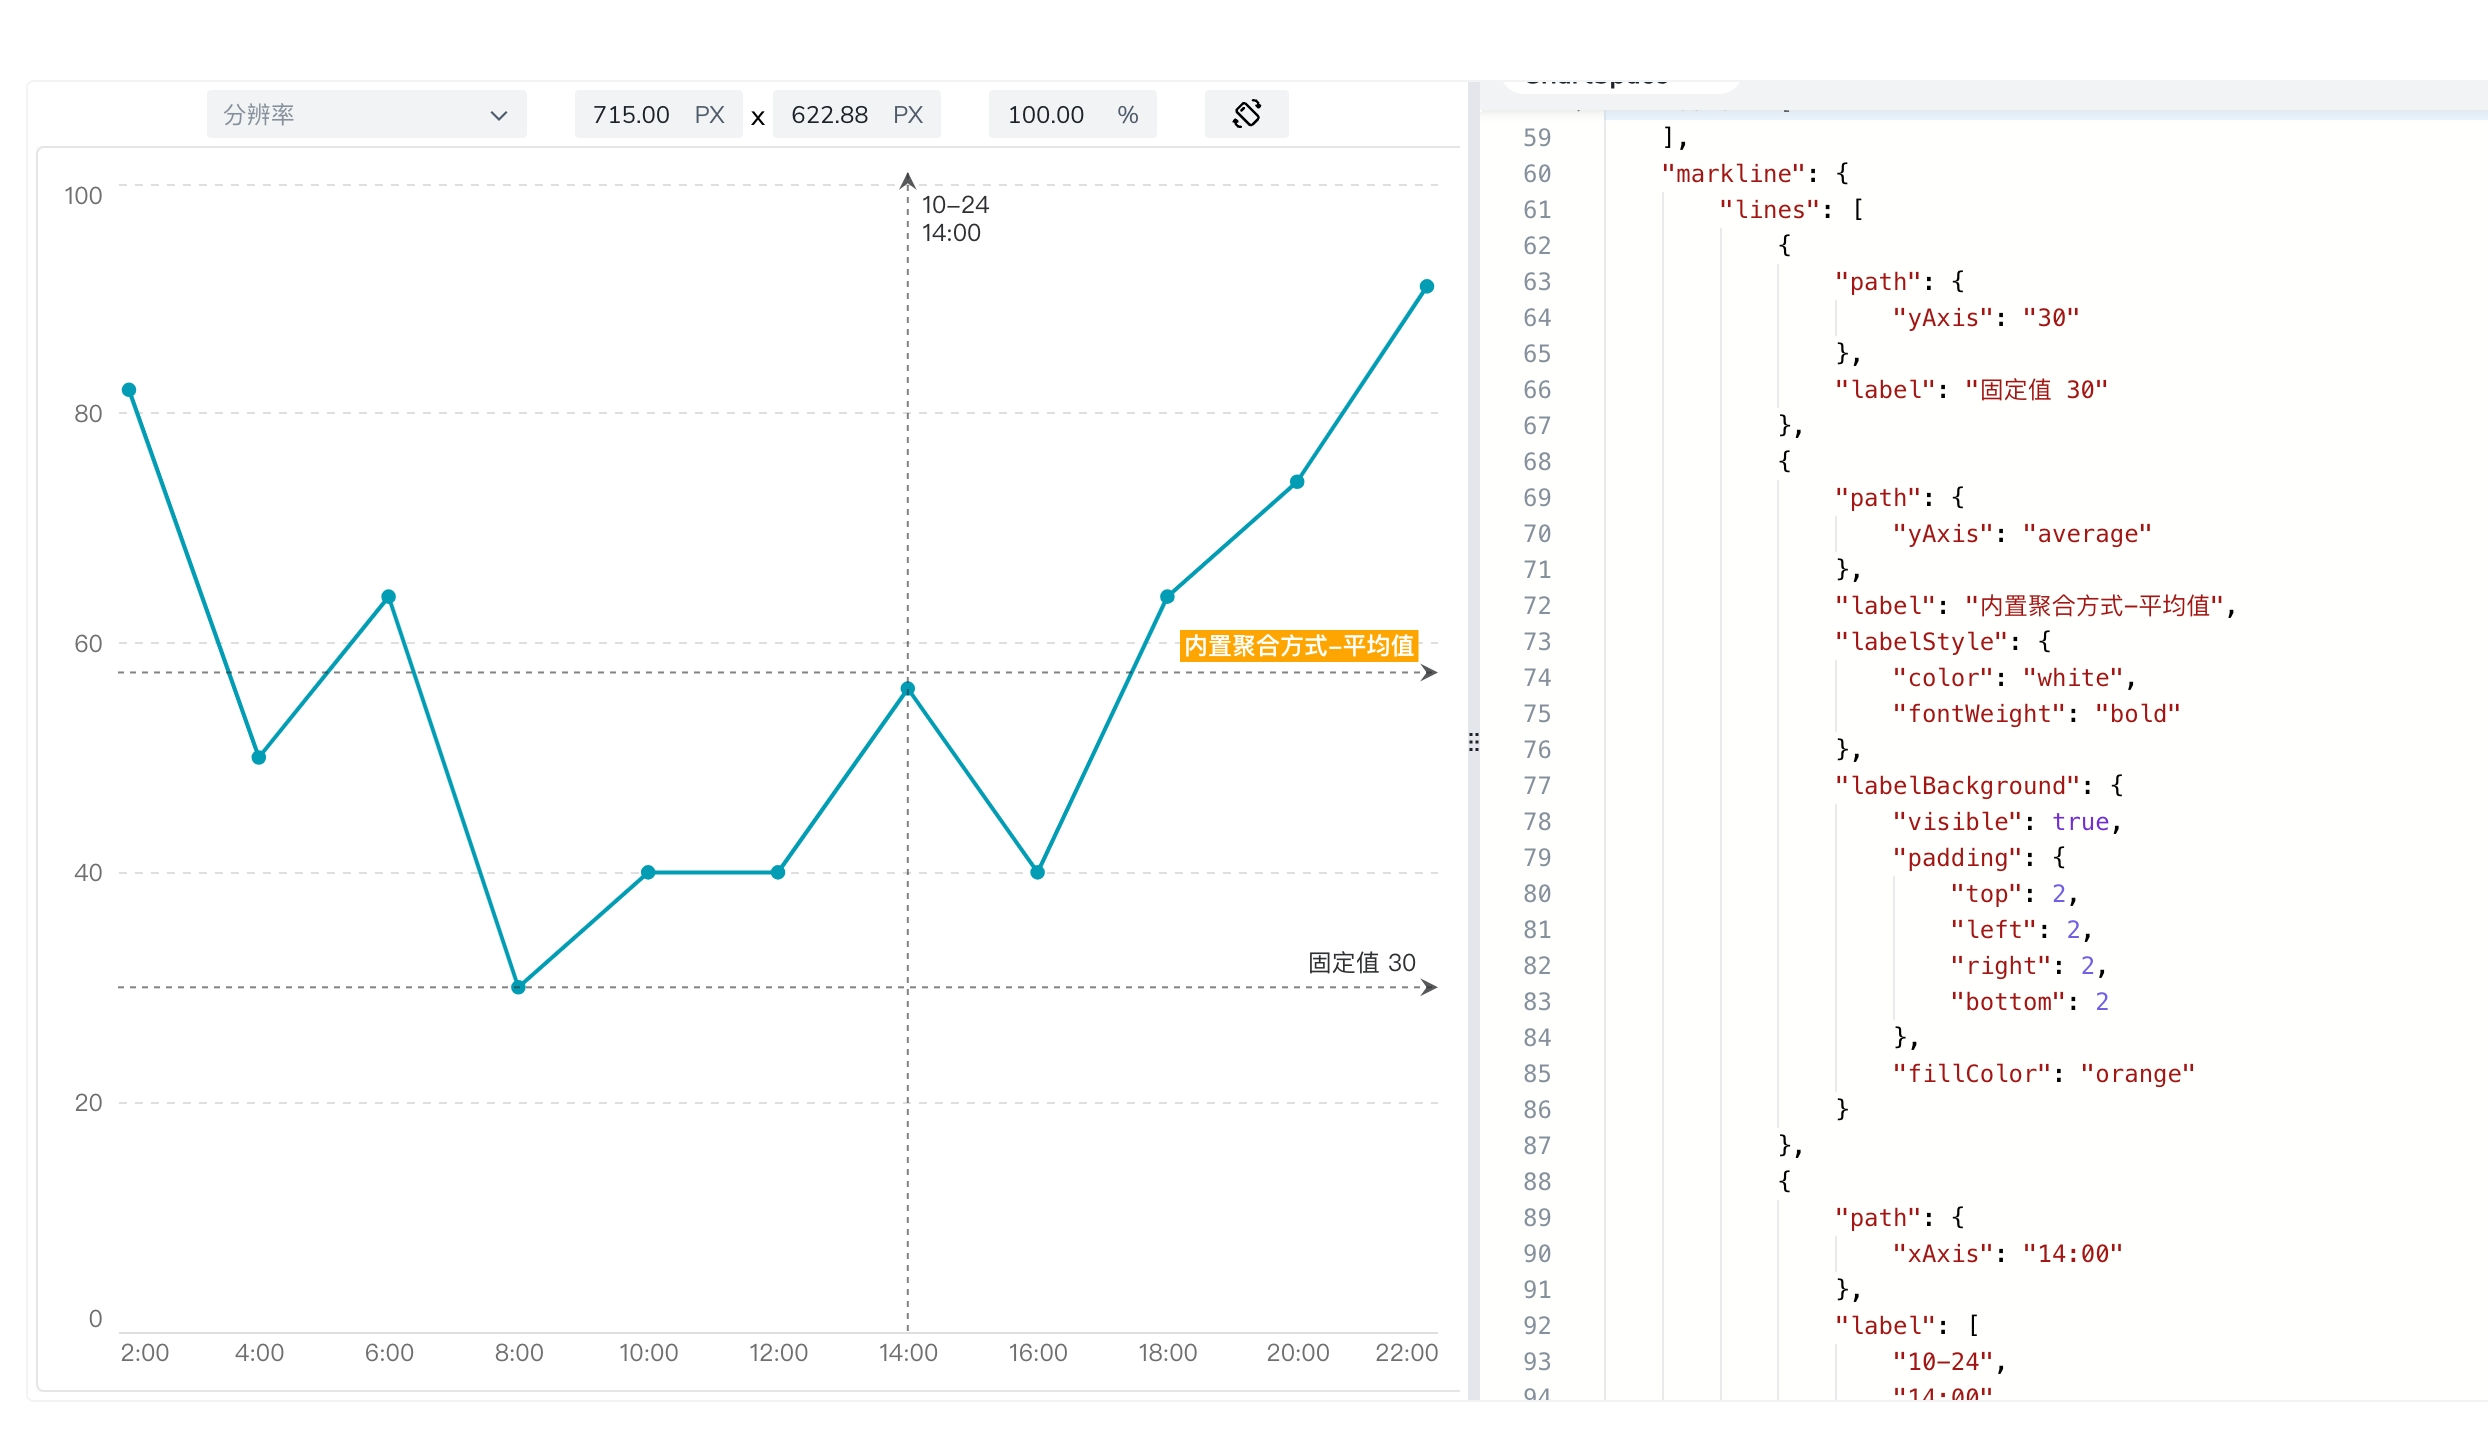 分辨率 715.00 PX x 622.88 PX 100.00 %
100
80
60
40
20
0
10–24
14:00
内置聚合方式–平均值
固定值 30
2:00 4:00 6:00 8:00 10:00 12:00 14:00 16:00 18:00 20:00 22:00
59 ],
60 "markline": {
61 "lines": [
62 {
63 "path": {
64 "yAxis": "30"
65 },
66 "label": "固定值 30"
67 },
68 {
69 "path": {
70 "yAxis": "average"
71 },
72 "label": "内置聚合方式–平均值",
73 "labelStyle": {
74 "color": "white",
75 "fontWeight": "bold"
76 },
77 "labelBackground": {
78 "visible": true,
79 "padding": {
80 "top": 2,
81 "left": 2,
82 "right": 2,
83 "bottom": 2
84 },
85 "fillColor": "orange"
86 }
87 },
88 {
89 "path": {
90 "xAxis": "14:00"
91 },
92 "label": [
93 "10–24",
94 "14:00"